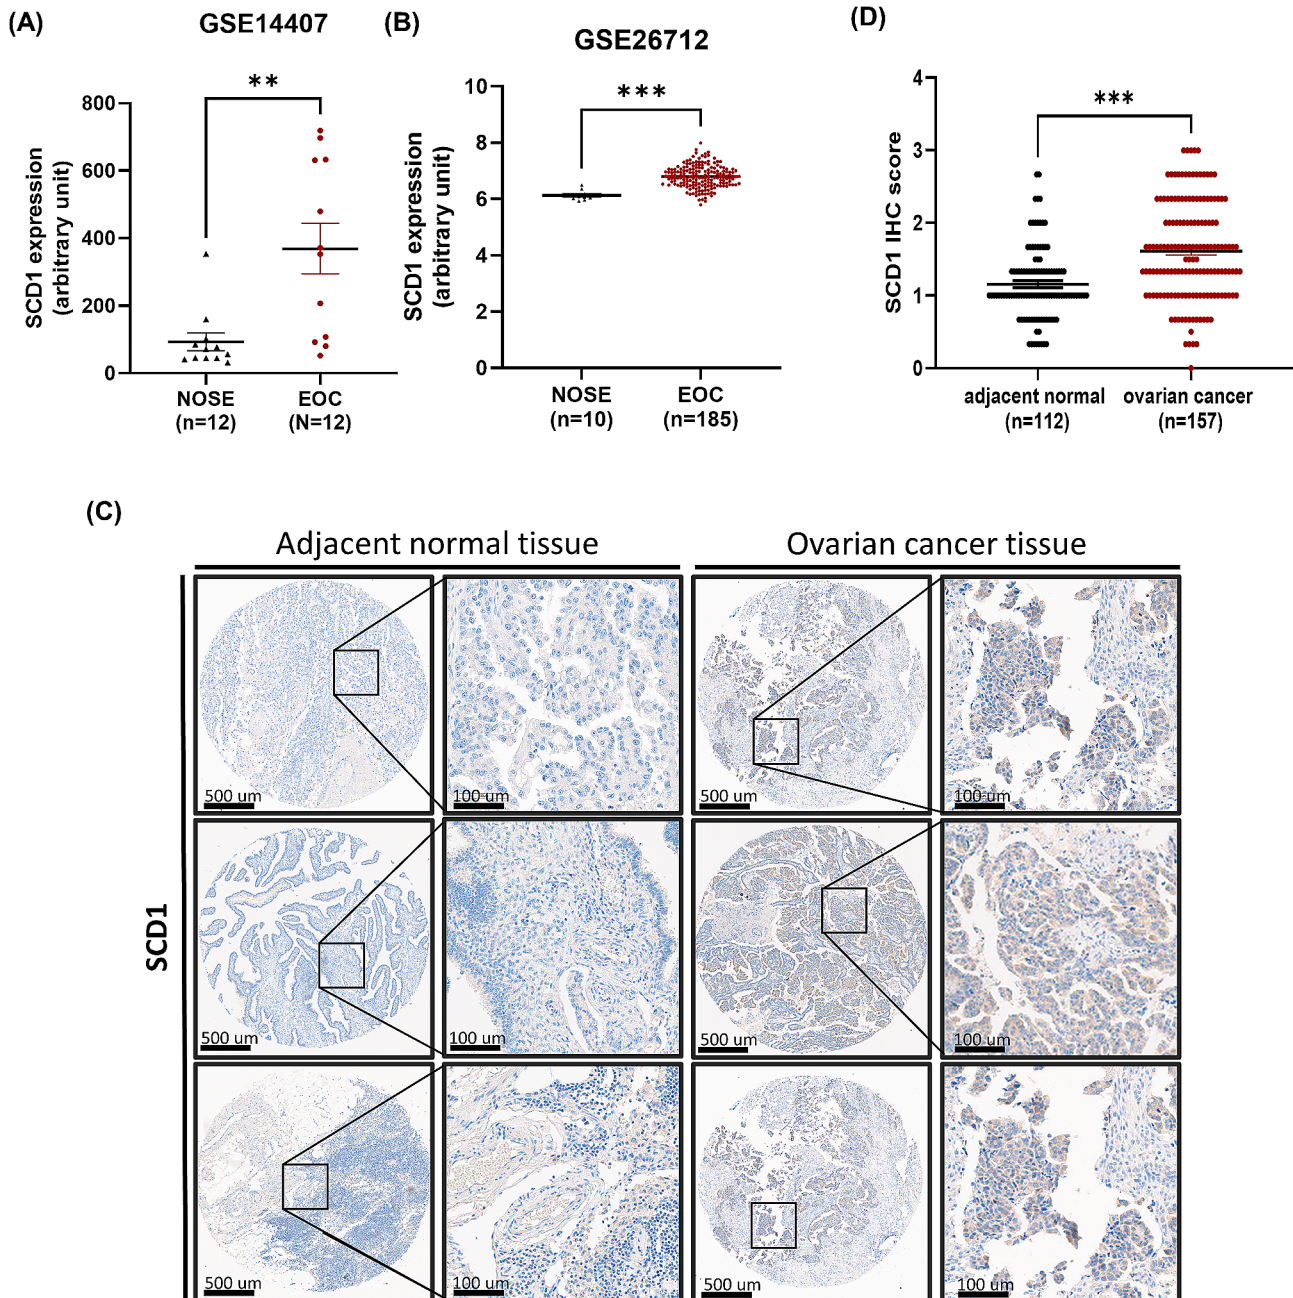 (A)
GSE14407
**
SCD1 expression
(arbitrary unit)
800
600
400
200
0
NOSE
(n=12)
EOC
(N=12)
(B)
GSE26712
***
SCD1 expression
(arbitrary unit)
10
8
6
4
2
0
NOSE
(n=10)
EOC
(n=185)
(D)
***
SCD1 IHC score
4
3
2
1
0
adjacent normal
(n=112)
ovarian cancer
(n=157)
(C)
Adjacent normal tissue
Ovarian cancer tissue
SCD1
500 um
100 um
500 um
100 um
500 um
100 um
500 um
100 um
500 um
100 um
500 um
100 um